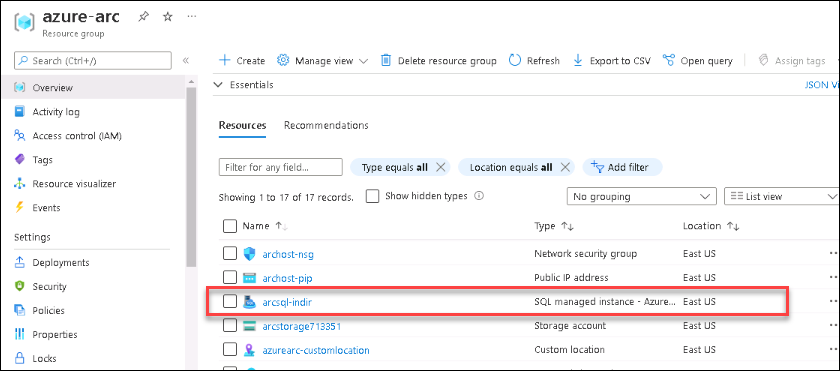 azure-arc
Resource group
Search (Ctrl+/)
Overview
Activity log
Access control (IAM)
Tags
Resource visualizer
Events
Settings
Deployments
Security
Policies
Properties
Locks
Create Manage view Delete resource group Refresh Export to CSV Open query Assign tags
Essentials JSON Vi
Resources Recommendations
Filter for any field... Type equals all Location equals all Add filter
Showing 1 to 17 of 17 records. Show hidden types No grouping List view
Name Type Location
archost-nsg Network security group East US
archost-pip Public IP address East US
arcsql-indir SQL managed instance - Azure... East US
arcstorage713351 Storage account East US
azurearc-customlocation Custom location East US